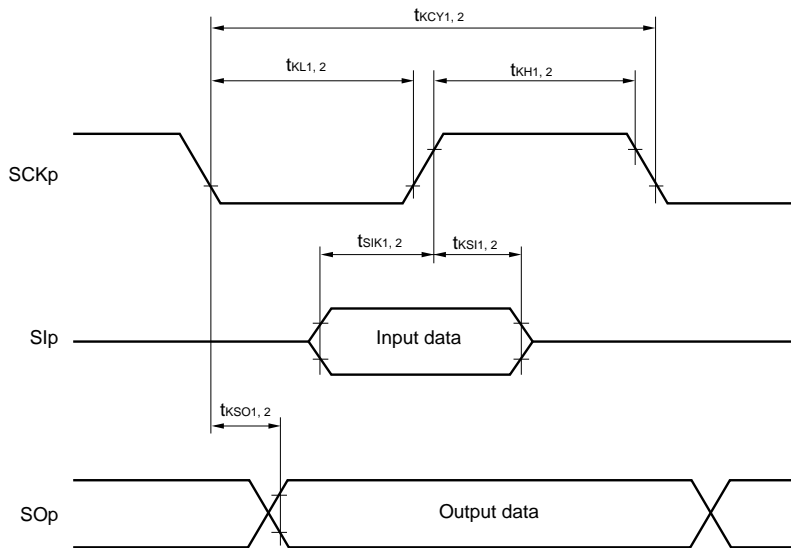 tKCY1, 2
tKL1, 2
tKH1, 2
SCKp
tSIK1, 2
tKSI1, 2
SIp
Input data
tKSO1, 2
SOp
Output data